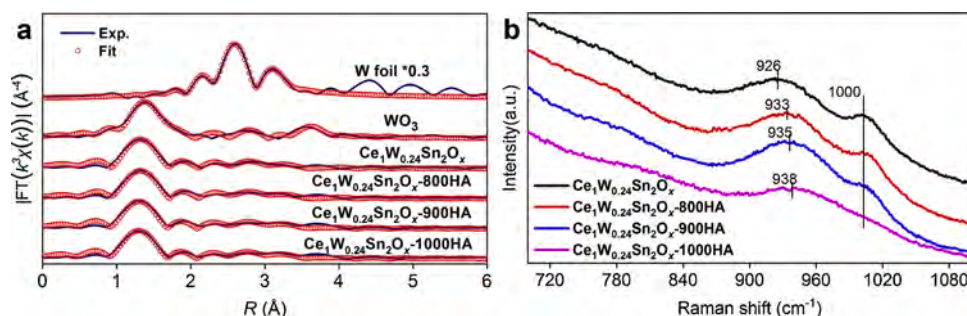 a
Exp.
Fit
W foil *0.3
WO₃
Ce₁W₀.₂₄Sn₂Oₓ
Ce₁W₀.₂₄Sn₂Oₓ-800HA
Ce₁W₀.₂₄Sn₂Oₓ-900HA
Ce₁W₀.₂₄Sn₂Oₓ-1000HA
|FT(k³χ(k))| (Å⁻⁴)
0 1 2 3 4 5 6
R (Å)
b
926
1000
933
935
938
Ce₁W₀.₂₄Sn₂Oₓ
Ce₁W₀.₂₄Sn₂Oₓ-800HA
Ce₁W₀.₂₄Sn₂Oₓ-900HA
Ce₁W₀.₂₄Sn₂Oₓ-1000HA
Intensity(a.u.)
720 780 840 900 960 1020 1080
Raman shift (cm⁻¹)